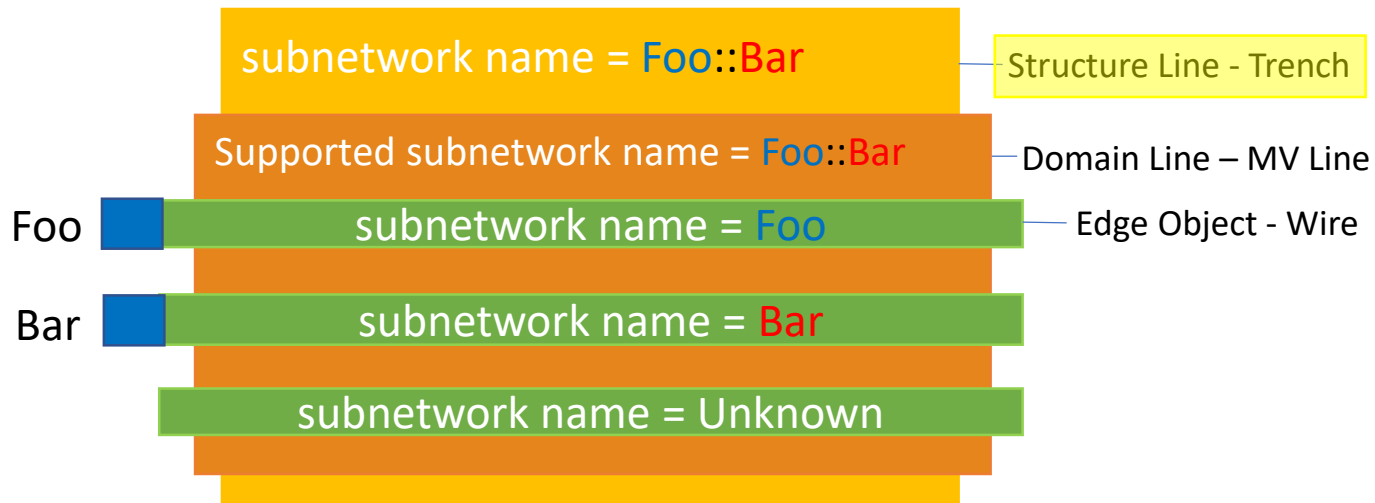 subnetwork name = Foo::Bar
Structure Line - Trench
Supported subnetwork name = Foo::Bar
Domain Line – MV Line
Foo
subnetwork name = Foo
Edge Object - Wire
Bar
subnetwork name = Bar
subnetwork name = Unknown